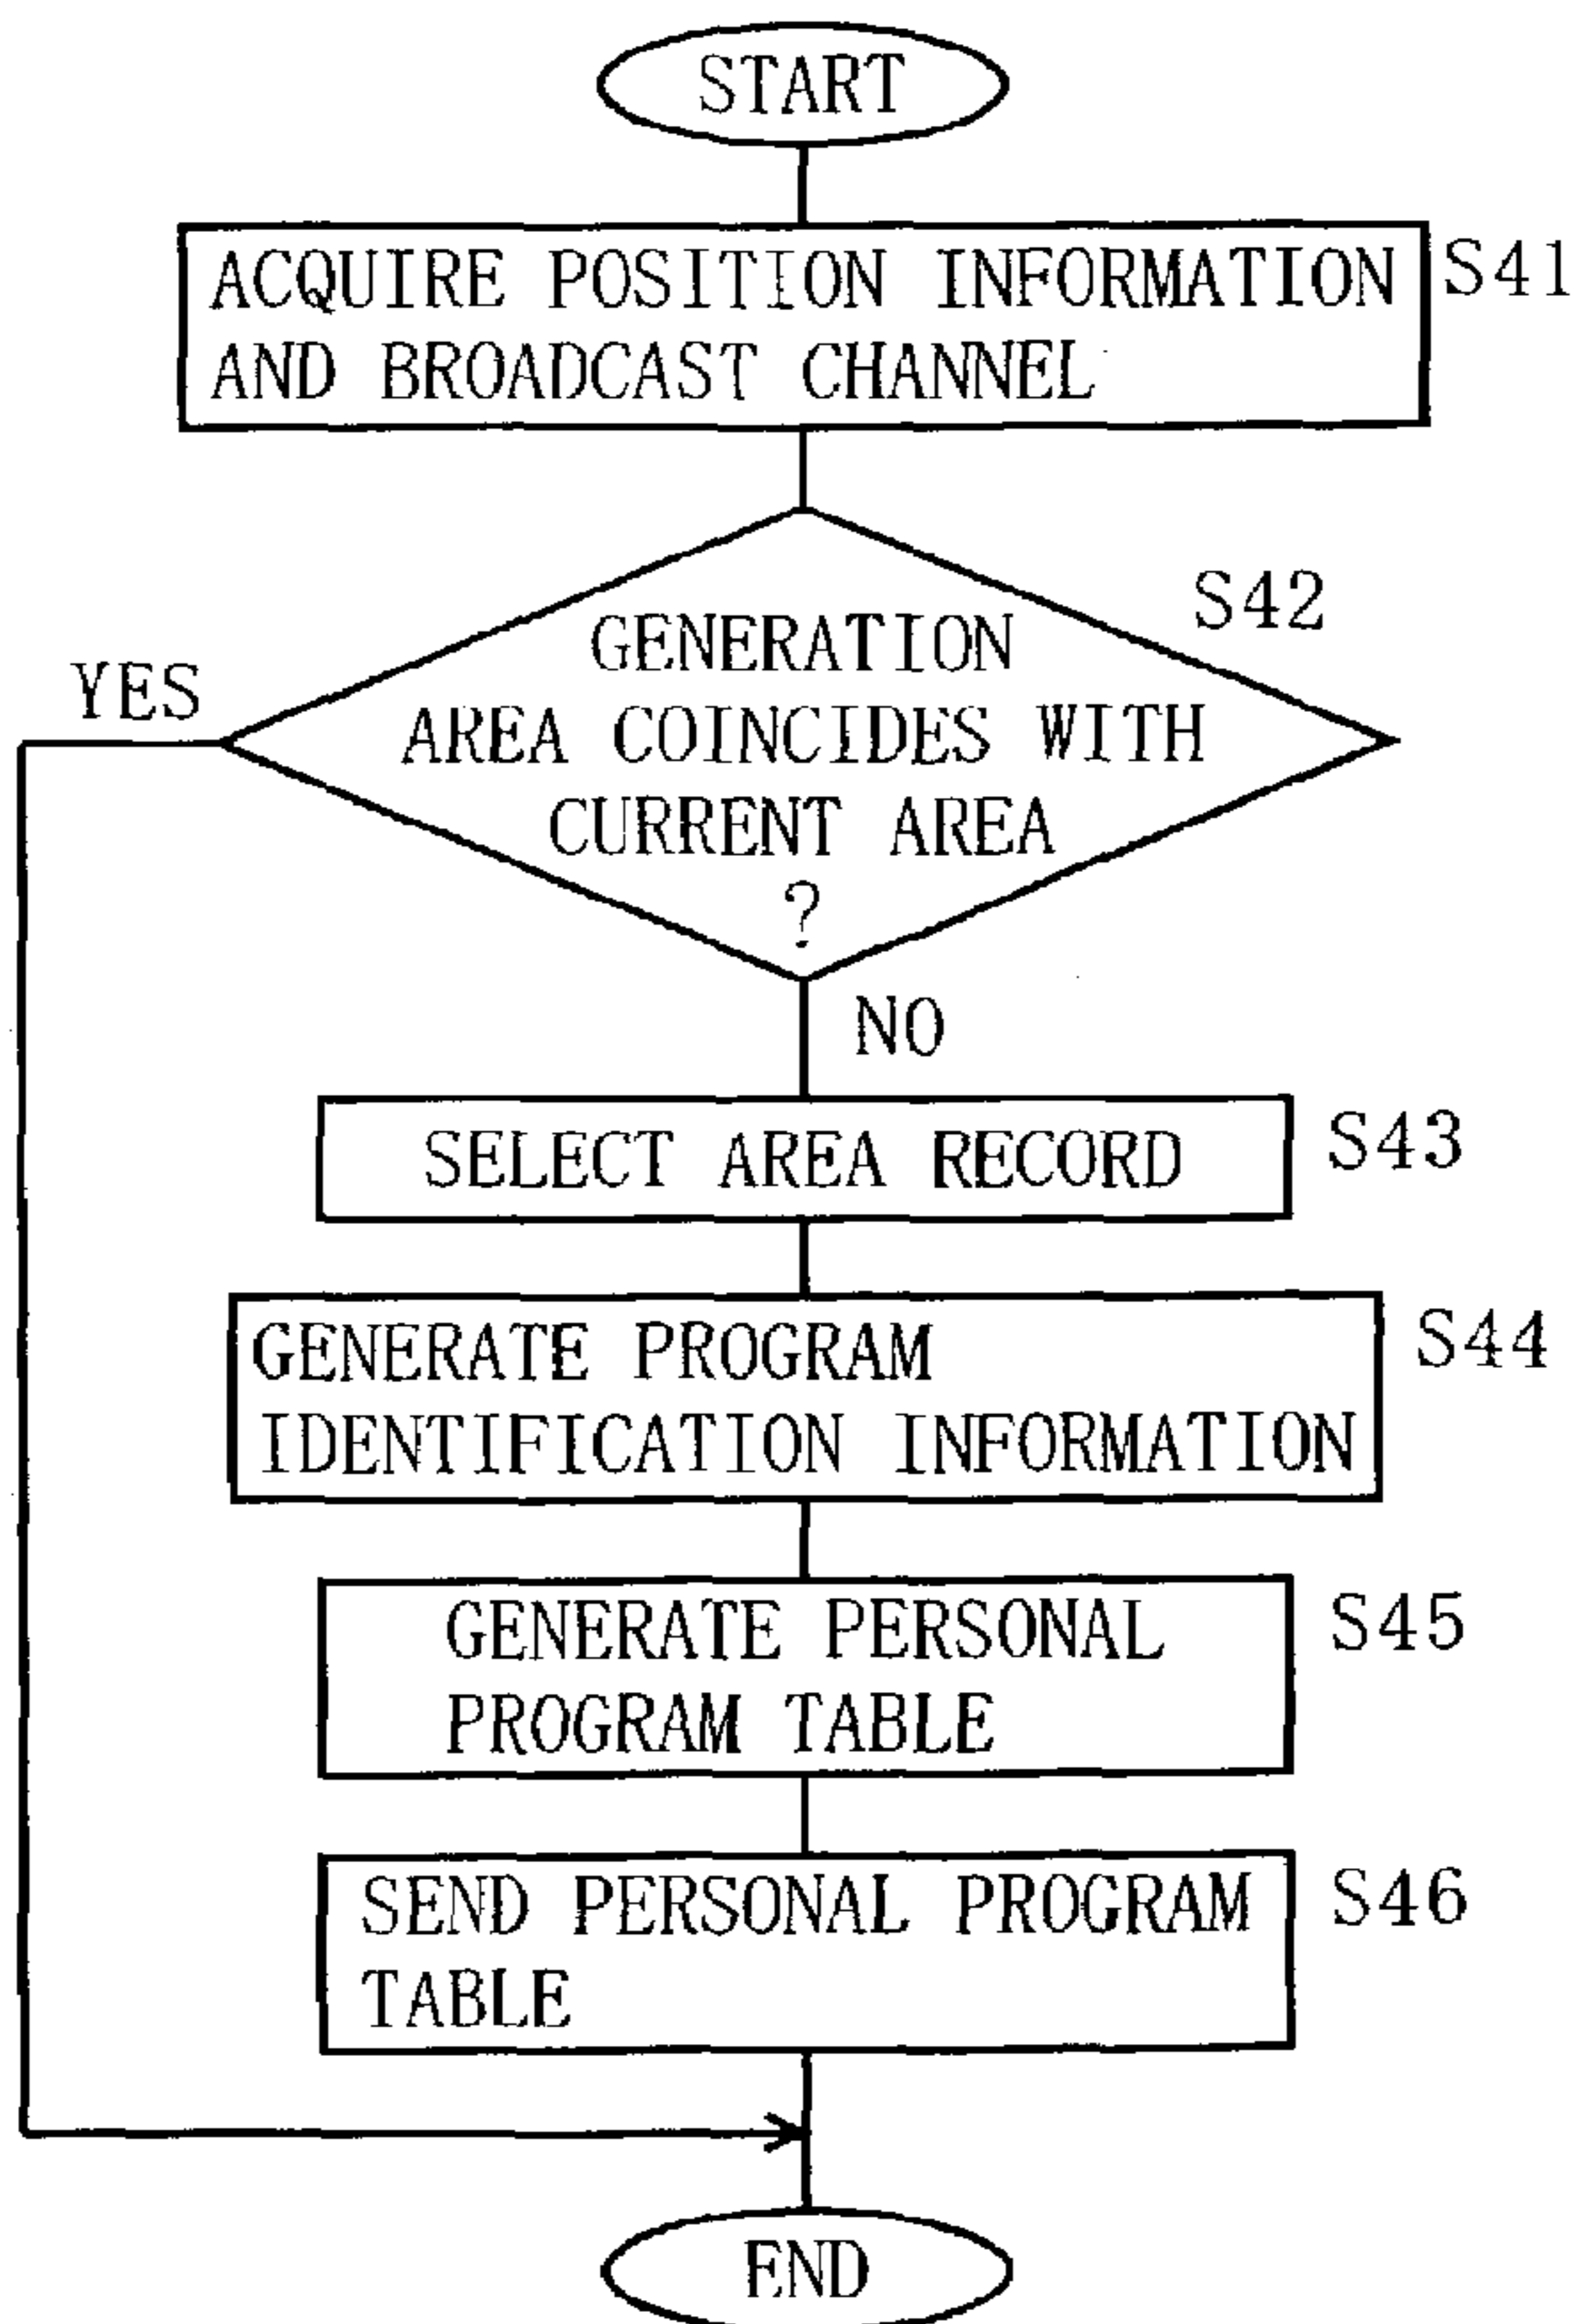 START
ACQUIRE POSITION INFORMATION
AND BROADCAST CHANNEL
S41
S42
GENERATION
AREA COINCIDES WITH
CURRENT AREA
?
YES
NO
SELECT AREA RECORD
S43
GENERATE PROGRAM
IDENTIFICATION INFORMATION
S44
GENERATE PERSONAL
PROGRAM TABLE
S45
SEND PERSONAL PROGRAM
TABLE
S46
END